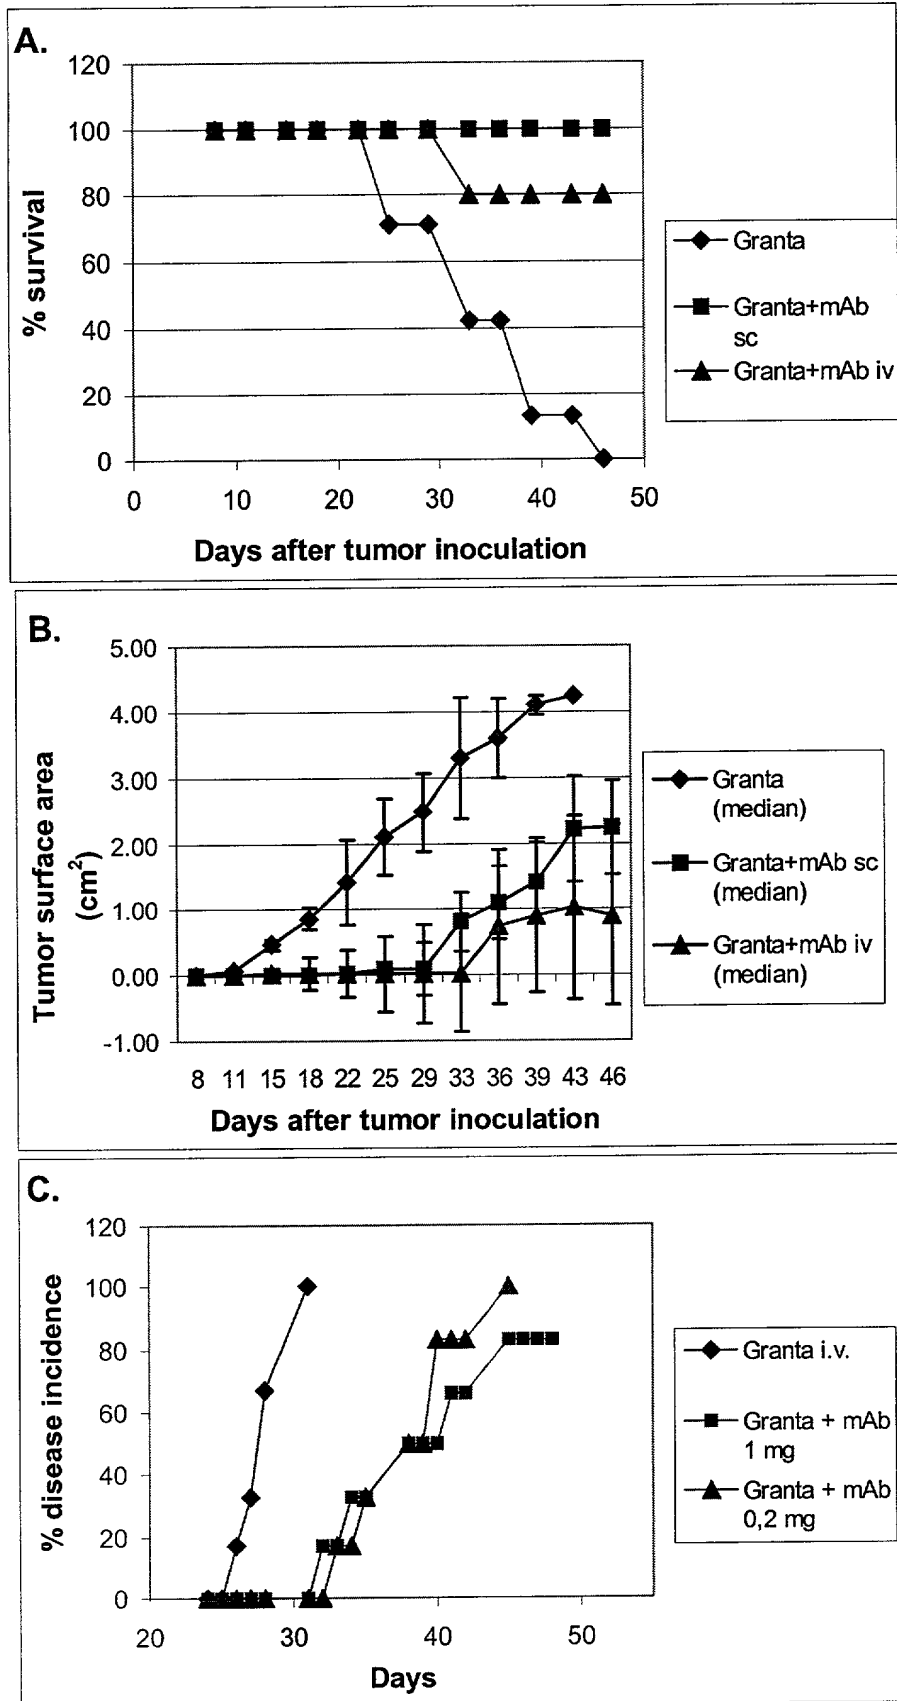 A.
120
100
80
60
40
20
0
% survival
0 10 20 30 40 50
Days after tumor inoculation
Granta
Granta+mAb
sc
Granta+mAb iv
B.
5.00
4.00
3.00
2.00
1.00
0.00
-1.00
Tumor surface area
(cm²)
8 11 15 18 22 25 29 33 36 39 43 46
Days after tumor inoculation
Granta
(median)
Granta+mAb sc
(median)
Granta+mAb iv
(median)
C.
120
100
80
60
40
20
0
% disease incidence
20 30 40 50
Days
Granta i.v.
Granta + mAb
1 mg
Granta + mAb
0,2 mg